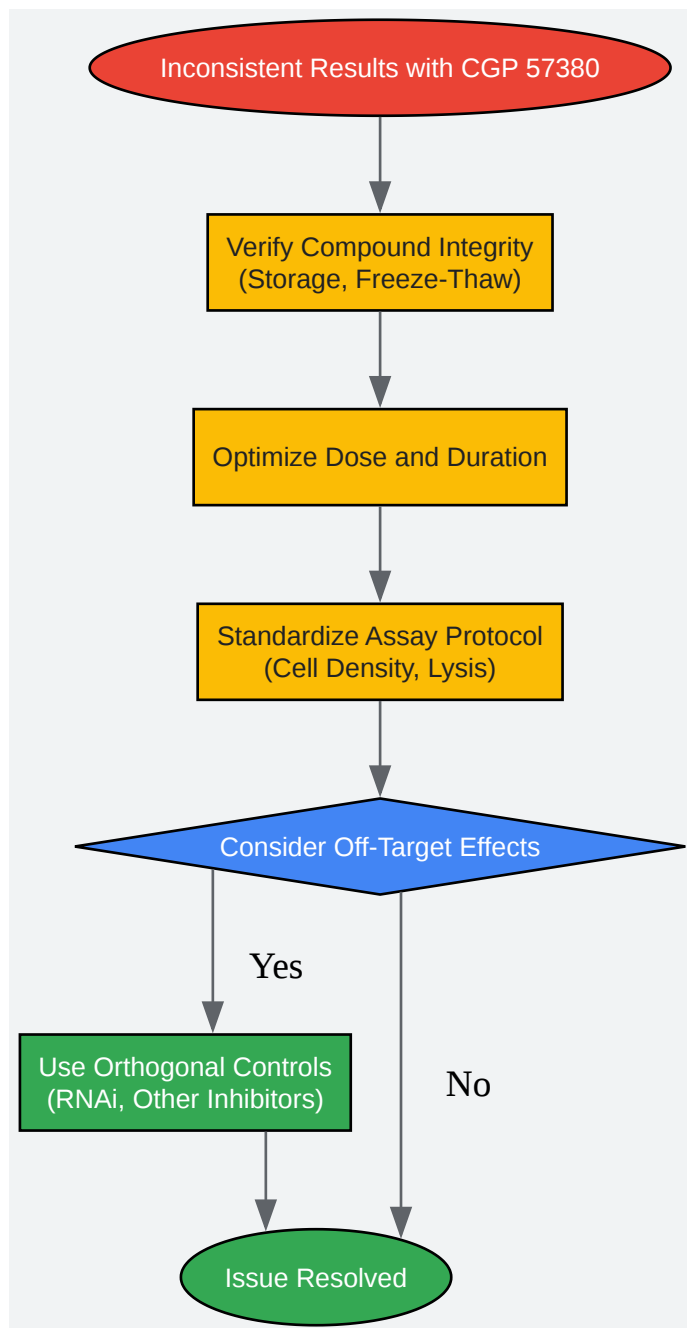 Inconsistent Results with CGP 57380
Verify Compound Integrity
(Storage, Freeze-Thaw)
Optimize Dose and Duration
Standardize Assay Protocol
(Cell Density, Lysis)
Consider Off-Target Effects
Yes
Use Orthogonal Controls
(RNAi, Other Inhibitors)
No
Issue Resolved